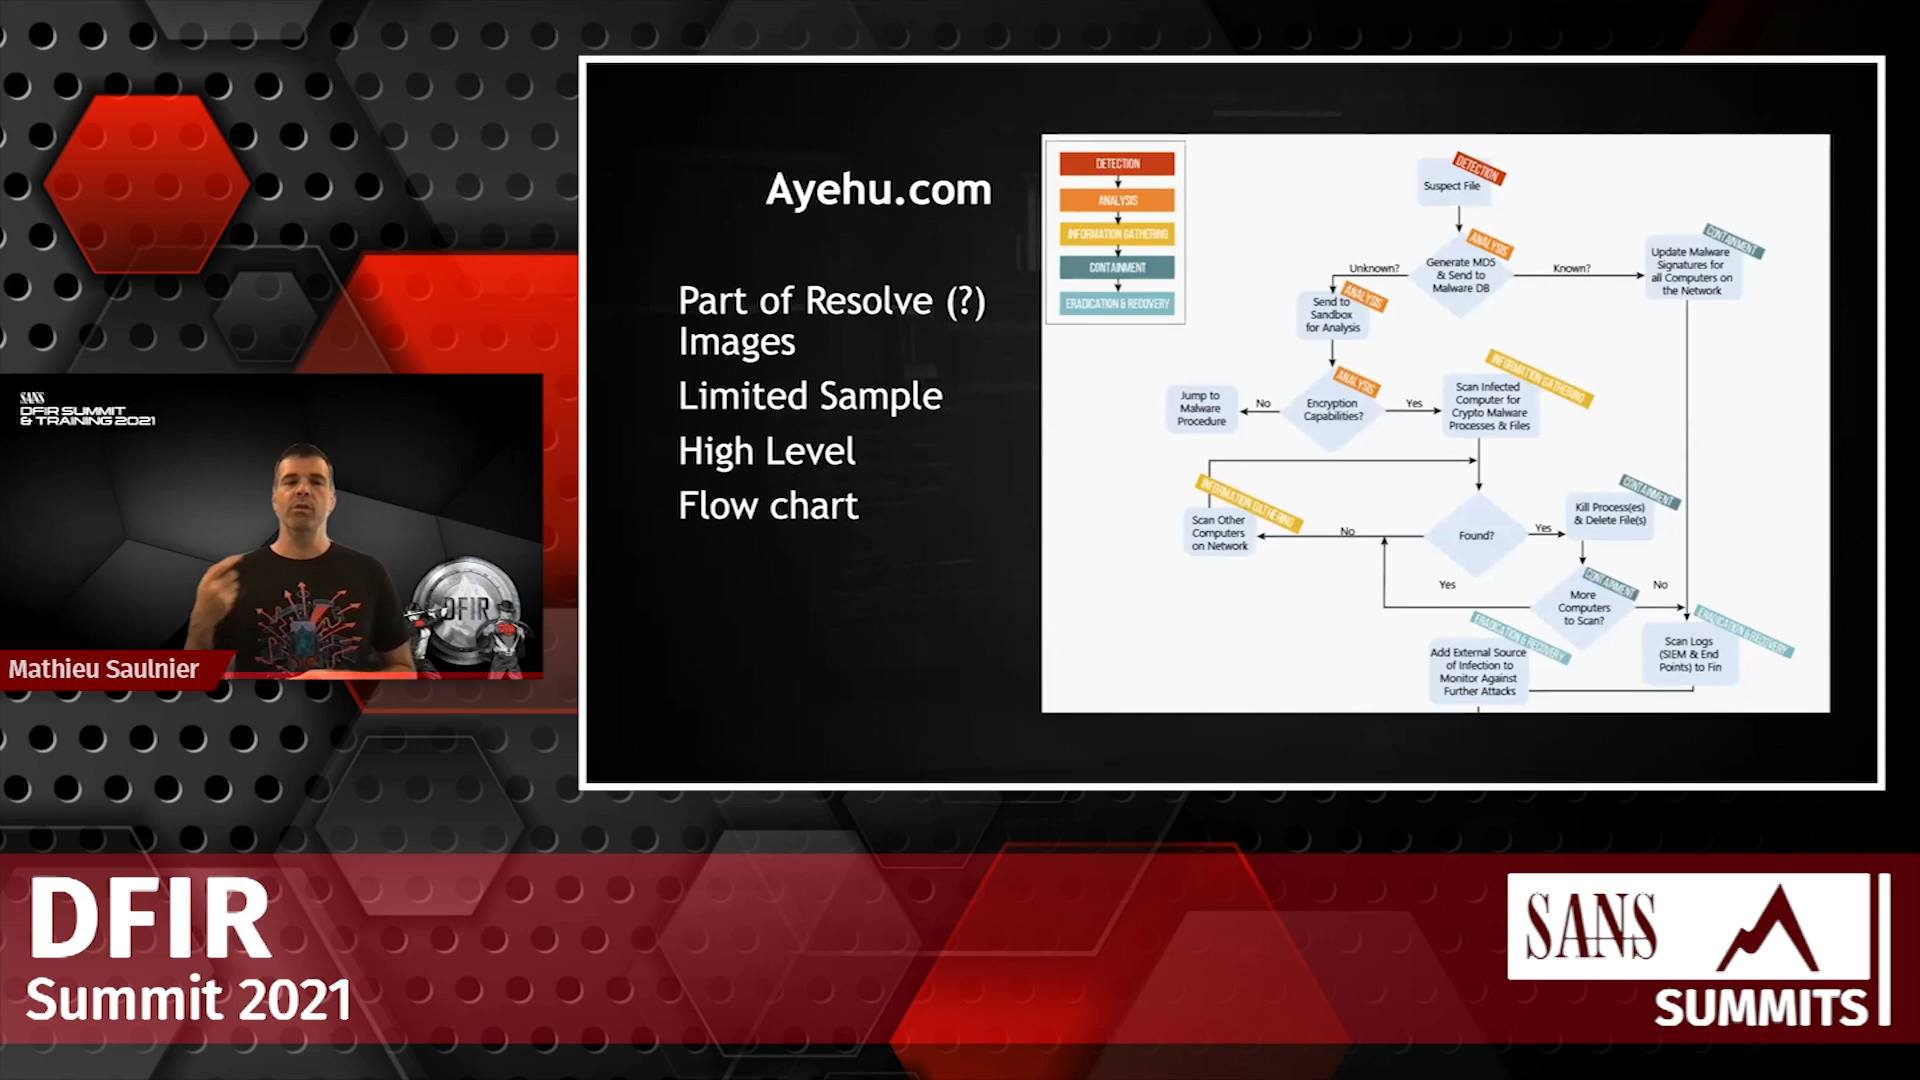 Ayehu.com
Part of Resolve (?)
Images
Limited Sample
High Level
Flow chart
DETECTION
ANALYSIS
INFORMATION GATHERING
CONTAINMENT
ERADICATION & RECOVERY
DETECTION
Suspect File
ANALYSIS
Generate MD5
& Send to
Malware DB
Unknown?
Known?
CONTAINMENT
Update Malware
Signatures for
all Computers on
the Network
ANALYSIS
Send to
Sandbox
for Analysis
ANALYSIS
Encryption
Capabilities?
No
Jump to
Malware
Procedure
Yes
INFORMATION GATHERING
Scan Infected
Computer for
Crypto Malware
Processes & Files
INFORMATION GATHERING
Scan Other
Computers
on Network
No
Found?
Yes
CONTAINMENT
Kill Process(es)
& Delete File(s)
CONTAINMENT
More
Computers
to Scan?
Yes
No
ERADICATION & RECOVERY
Scan Logs
(SIEM & End
Points) to Fin
ERADICATION & RECOVERY
Add External Source
of Infection to
Monitor Against
Further Attacks
SANS
DFIR SUMMIT
& TRAINING 2021
DFIR
Mathieu Saulnier
DFIR
Summit 2021
SANS
SUMMITS